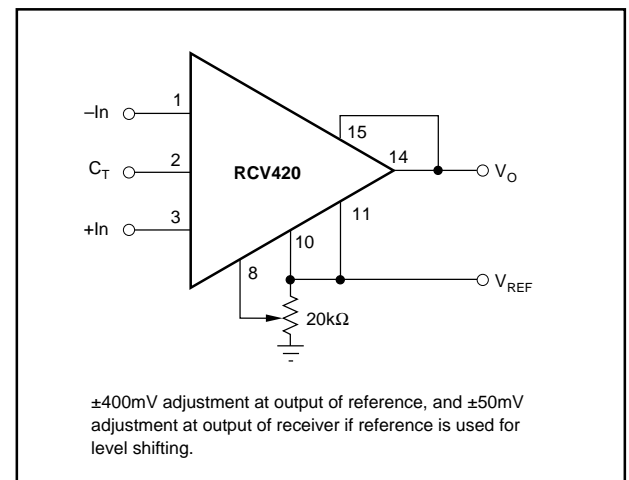 –In
1
15
C_T
2
RCV420
14
V_O
+In
3
11
10
8
V_REF
20kΩ
±400mV adjustment at output of reference, and ±50mV
adjustment at output of receiver if reference is used for
level shifting.